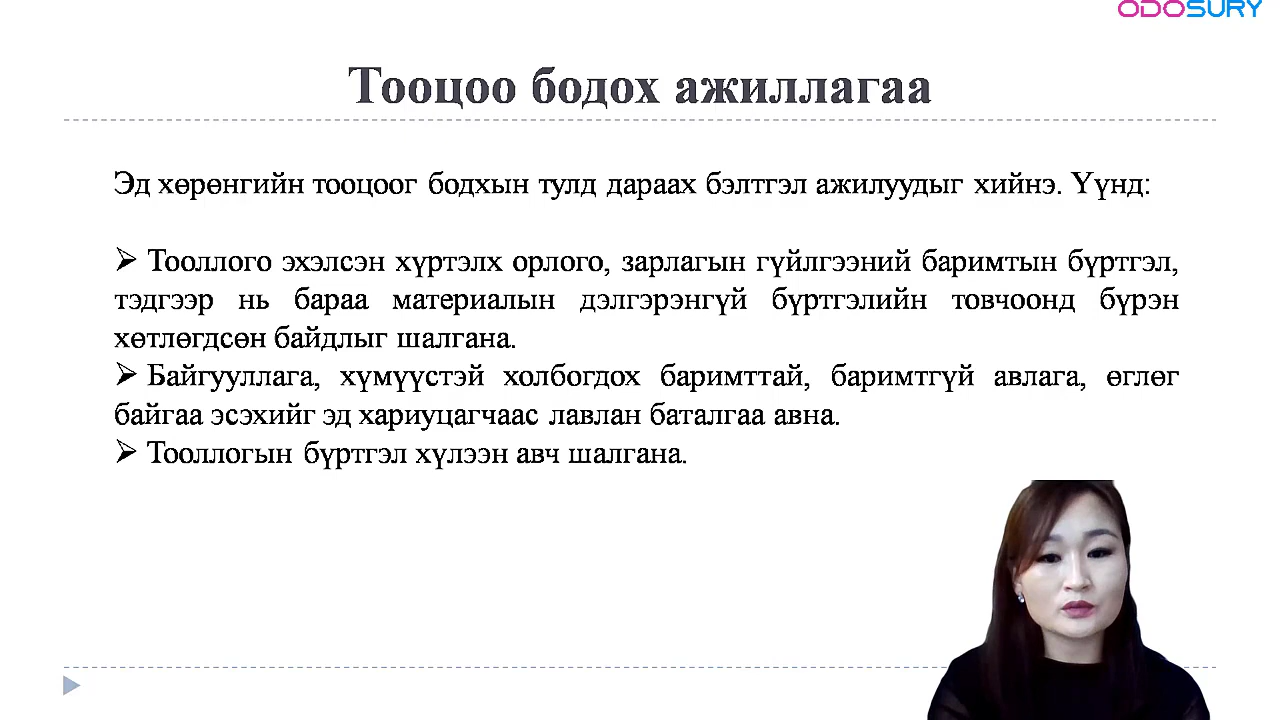 ODOSURY
Тооцоо бодох ажиллагаа
Эд хөрөнгийн тооцоог бодхын тулд дараах бэлтгэл ажилуудыг хийнэ. Үүнд:
⮚ Тооллого эхэлсэн хүртэлх орлого, зарлагын гүйлгээний баримтын бүртгэл,
тэдгээр нь бараа материалын дэлгэрэнгүй бүртгэлийн товчоонд бүрэн
хөтлөгдсөн байдлыг шалгана.
⮚ Байгууллага, хүмүүстэй холбогдох баримттай, баримтгүй авлага, өглөг
байгаа эсэхийг эд хариуцагчаас лавлан баталгаа авна.
⮚ Тооллогын бүртгэл хүлээн авч шалгана.